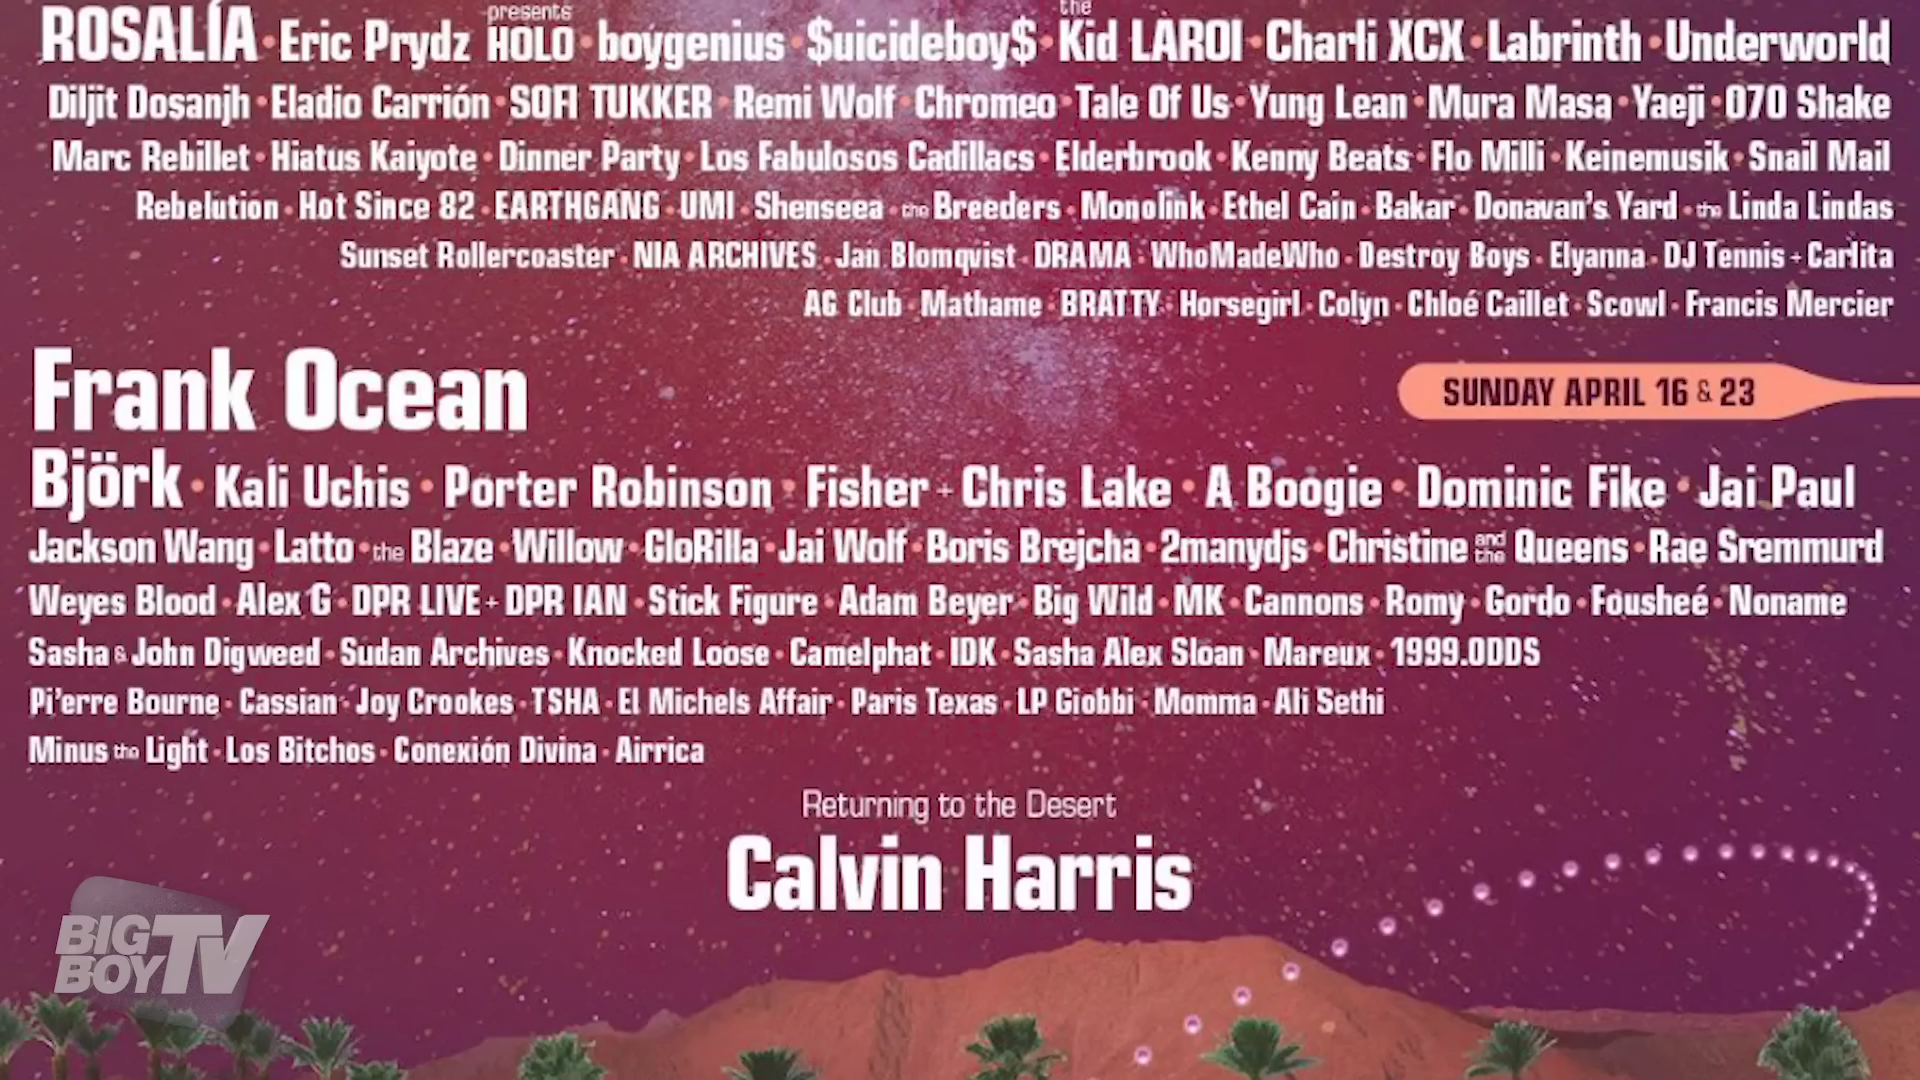 ROSALÍA · Eric Prydz presents HOLO · boygenius · $uicideboy$ · the Kid LAROI · Charli XCX · Labrinth · Underworld
Diljit Dosanjh · Eladio Carrión · SOFI TUKKER · Remi Wolf · Chromeo · Tale Of Us · Yung Lean · Mura Masa · Yaeji · 070 Shake
Marc Rebillet · Hiatus Kaiyote · Dinner Party · Los Fabulosos Cadillacs · Elderbrook · Kenny Beats · Flo Milli · Keinemusik · Snail Mail
Rebelution · Hot Since 82 · EARTHGANG · UMI · Shenseea · the Breeders · Monolink · Ethel Cain · Bakar · Donavan's Yard · the Linda Lindas
Sunset Rollercoaster · NIA ARCHIVES · Jan Blomqvist · DRAMA · WhoMadeWho · Destroy Boys · Elyanna · DJ Tennis + Carlita
AG Club · Mathame · BRATTY · Horsegirl · Colyn · Chloé Caillet · Scowl · Francis Mercier
Frank Ocean
SUNDAY APRIL 16 & 23
Björk · Kali Uchis · Porter Robinson · Fisher + Chris Lake · A Boogie · Dominic Fike · Jai Paul
Jackson Wang · Latto · the Blaze · Willow · GloRilla · Jai Wolf · Boris Brejcha · 2manydjs · Christine and the Queens · Rae Sremmurd
Weyes Blood · Alex G · DPR LIVE + DPR IAN · Stick Figure · Adam Beyer · Big Wild · MK · Cannons · Romy · Gordo · Fousheé · Noname
Sasha & John Digweed · Sudan Archives · Knocked Loose · Camelphat · IDK · Sasha Alex Sloan · Mareux · 1999.ODDS
Pi'erre Bourne · Cassian · Joy Crookes · TSHA · El Michels Affair · Paris Texas · LP Giobbi · Momma · Ali Sethi
Minus the Light · Los Bitchos · Conexión Divina · Airrica
Returning to the Desert
Calvin Harris
BIG BOY TV